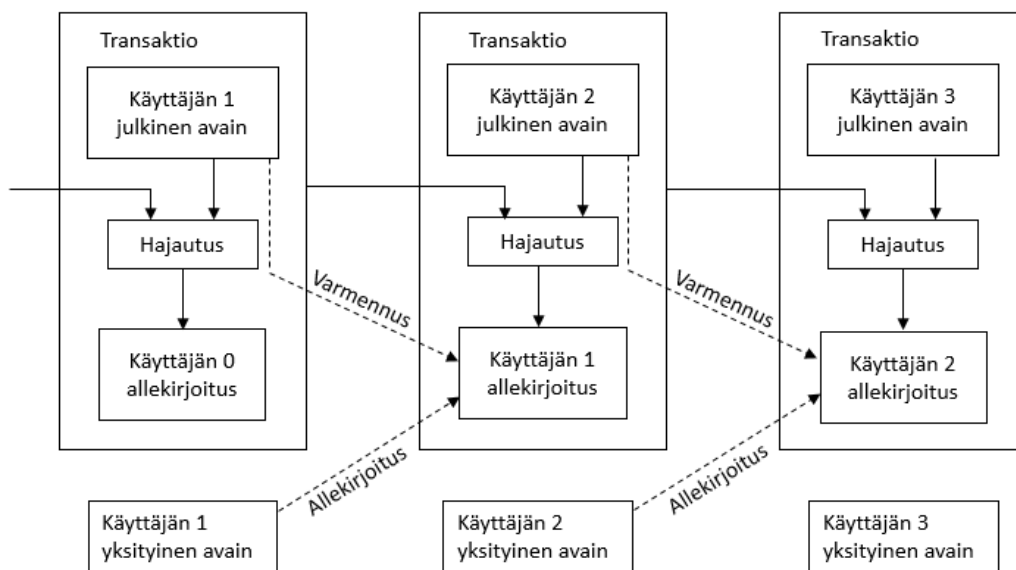 Transaktio
Käyttäjän 1
julkinen avain
Hajautus
Käyttäjän 0
allekirjoitus
Varmennus
Transaktio
Käyttäjän 2
julkinen avain
Hajautus
Käyttäjän 1
allekirjoitus
Varmennus
Transaktio
Käyttäjän 3
julkinen avain
Hajautus
Käyttäjän 2
allekirjoitus
Allekirjoitus
Allekirjoitus
Käyttäjän 1
yksityinen avain
Käyttäjän 2
yksityinen avain
Käyttäjän 3
yksityinen avain